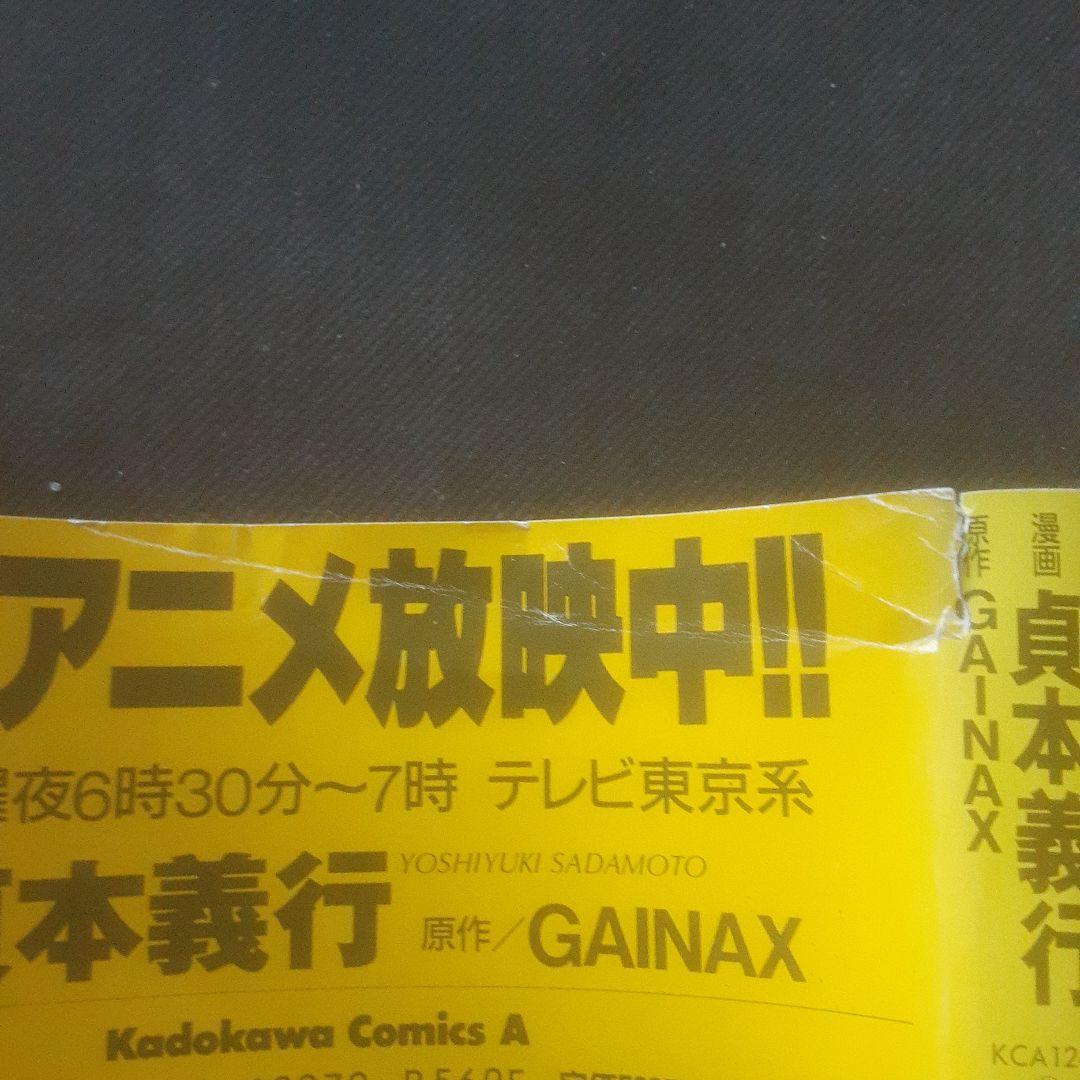 アニメ放映中!!
夜6時30分～7時 テレビ東京系
本義行 YOSHIYUKI SADAMOTO 原作／GAINAX
Kadokawa Comics A
漫画 貞本義行
原作 GAINAX
KCA12